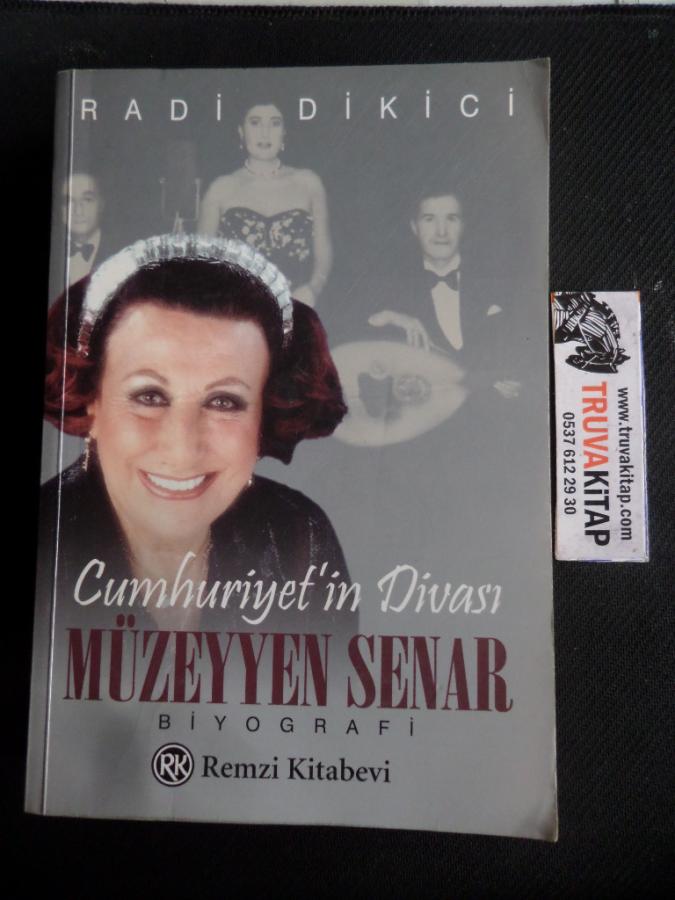 RADİ DİKİCİ
Cumhuriyet'in Divası
MÜZEYYEN SENAR
BİYOGRAFİ
RK Remzi Kitabevi
www.truvakitap.com
TRUVAKİTAP
0537 612 29 30